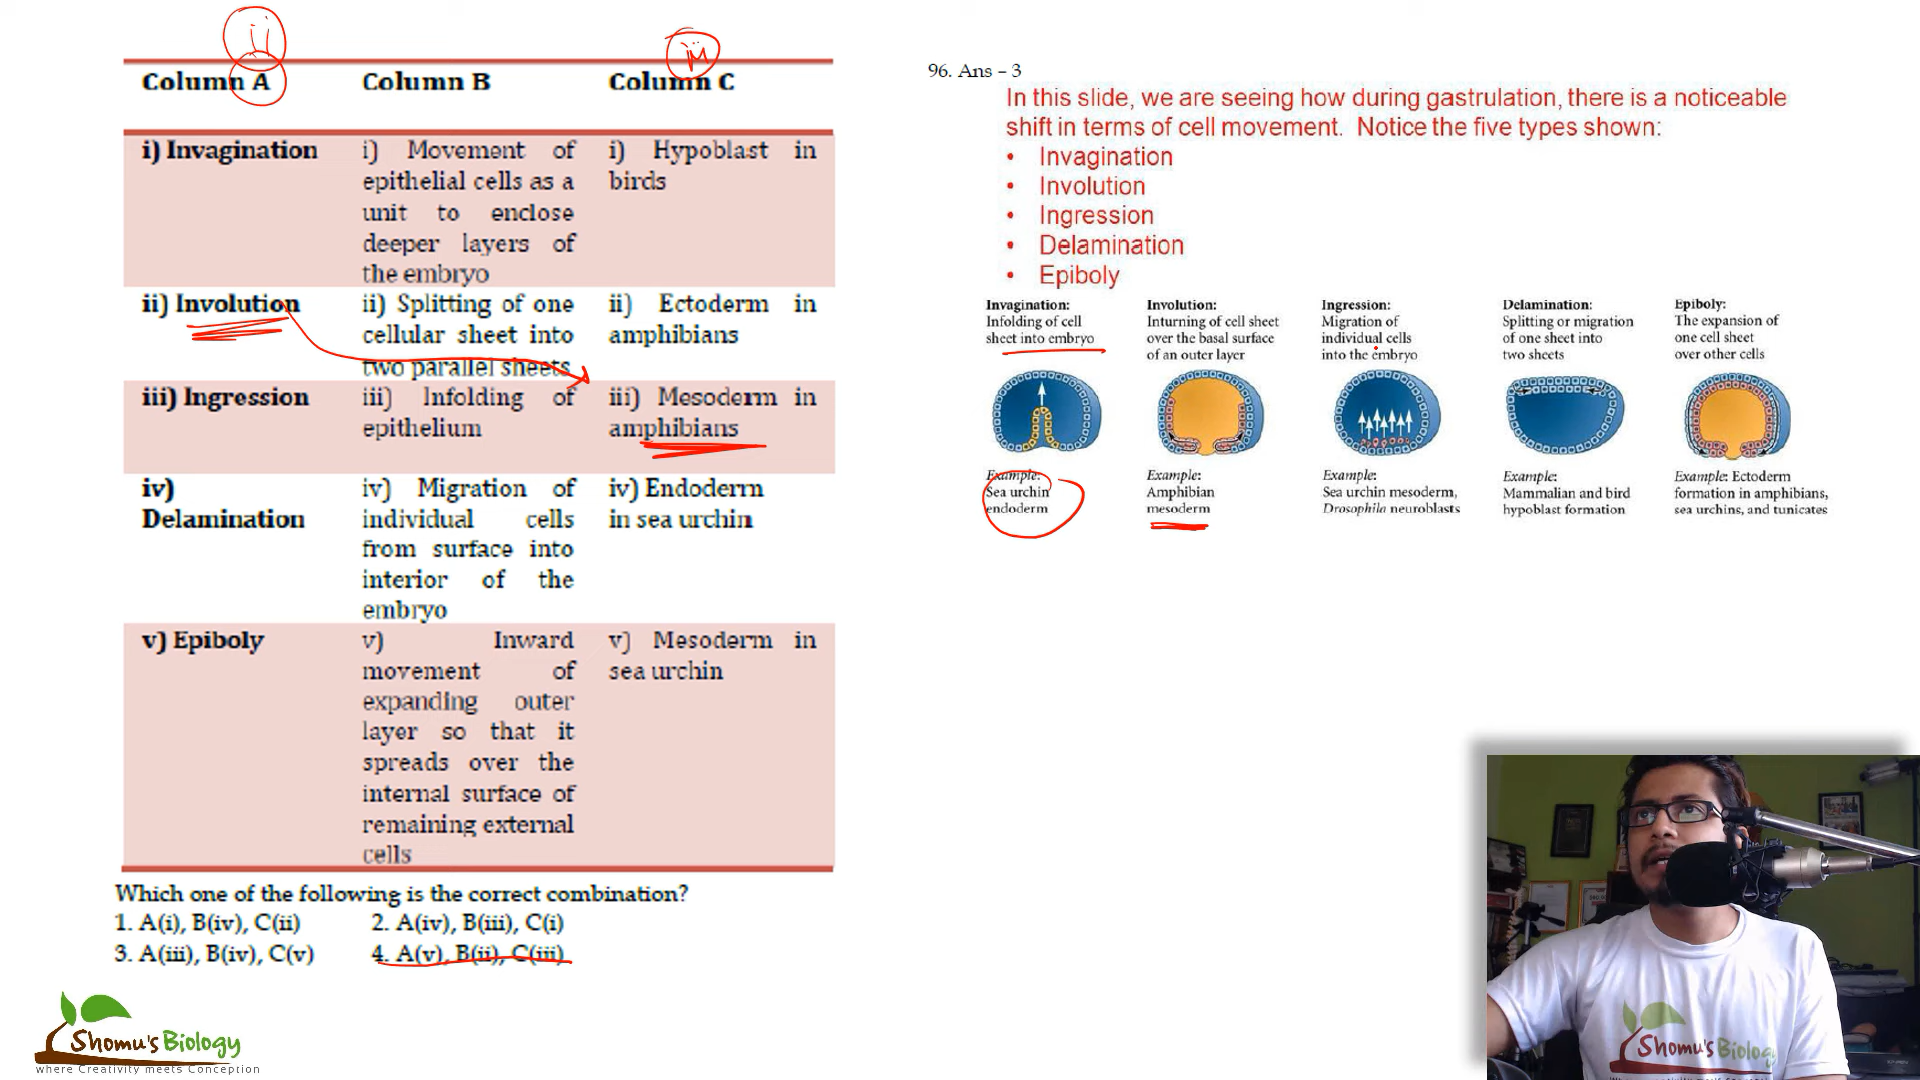 ii
iii
Column A Column B Column C
i) Invagination
i) Movement of
epithelial cells as a
unit to enclose
deeper layers of
the embryo
i) Hypoblast in
birds
ii) Involution
ii) Splitting of one
cellular sheet into
two parallel sheets
ii) Ectoderm in
amphibians
iii) Ingression
iii) Infolding of
epithelium
iii) Mesoderm in
amphibians
iv)
Delamination
iv) Migration of
individual cells
from surface into
interior of the
embryo
iv) Endoderm
in sea urchin
v) Epiboly
v) Inward
movement of
expanding outer
layer so that it
spreads over the
internal surface of
remaining external
cells
v) Mesoderm in
sea urchin
Which one of the following is the correct combination?
1. A(i), B(iv), C(ii) 2. A(iv), B(iii), C(i)
3. A(iii), B(iv), C(v) 4. A(v), B(ii), C(iii)
Shomu's Biology
where Creativity meets Conception
96. Ans – 3
In this slide, we are seeing how during gastrulation, there is a noticeable
shift in terms of cell movement. Notice the five types shown:
• Invagination
• Involution
• Ingression
• Delamination
• Epiboly
Invagination:
Infolding of cell
sheet into embryo
Example:
Sea urchin
endoderm
Involution:
Inturning of cell sheet
over the basal surface
of an outer layer
Example:
Amphibian
mesoderm
Ingression:
Migration of
individual cells
into the embryo
Example:
Sea urchin mesoderm,
Drosophila neuroblasts
Delamination:
Splitting or migration
of one sheet into
two sheets
Example:
Mammalian and bird
hypoblast formation
Epiboly:
The expansion of
one cell sheet
over other cells
Example: Ectoderm
formation in amphibians,
sea urchins, and tunicates
Shomu's Biology